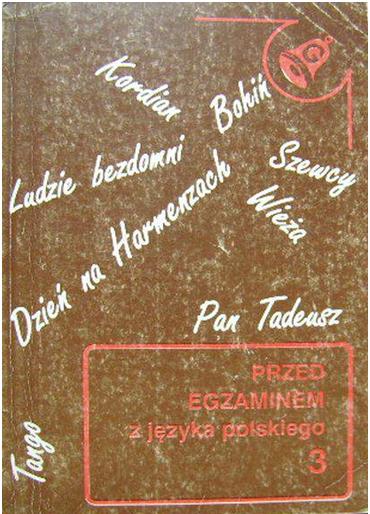 Kordian
Bohiń
Ludzie bezdomni
Szewcy
Dzień na Harmenzach
Wieża
Pan Tadeusz
Tango
PRZED
EGZAMINEM
z języka polskiego
3